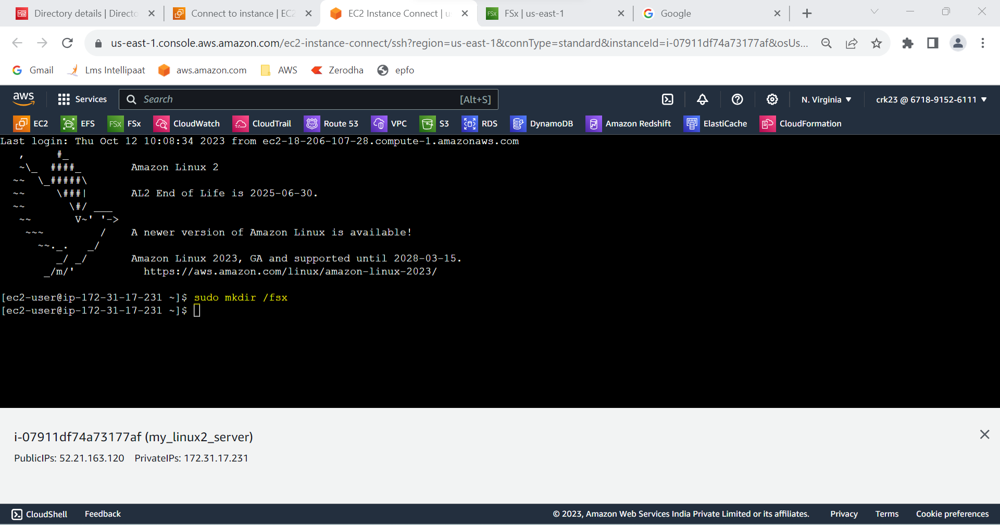 Directory details | Directo
Connect to instance | EC2
EC2 Instance Connect | u
FSx | us-east-1
Google
us-east-1.console.aws.amazon.com/ec2-instance-connect/ssh?region=us-east-1&connType=standard&instanceId=i-07911df74a73177af&osUs...
Gmail
Lms Intellipaat
aws.amazon.com
AWS
Zerodha
epfo
aws
Services
Search
[Alt+S]
N. Virginia ▼
crk23 @ 6718-9152-6111 ▼
EC2
EFS
FSx FSx
CloudWatch
CloudTrail
Route 53
VPC
S3
RDS
DynamoDB
Amazon Redshift
ElastiCache
CloudFormation
Last login: Thu Oct 12 10:08:34 2023 from ec2-18-206-107-28.compute-1.amazonaws.com
   ,     #_
   ~\_  ####_        Amazon Linux 2
  ~~  \_#####\
  ~~     \###|       AL2 End of Life is 2025-06-30.
  ~~       \#/ ___
   ~~       V~' '->
    ~~~         /    A newer version of Amazon Linux is available!
      ~~._.   _/
         _/ _/       Amazon Linux 2023, GA and supported until 2028-03-15.
       _/m/'           https://aws.amazon.com/linux/amazon-linux-2023/
[ec2-user@ip-172-31-17-231 ~]$ sudo mkdir /fsx
[ec2-user@ip-172-31-17-231 ~]$
i-07911df74a73177af (my_linux2_server)
PublicIPs: 52.21.163.120 PrivateIPs: 172.31.17.231
CloudShell
Feedback
© 2023, Amazon Web Services India Private Limited or its affiliates.
Privacy
Terms
Cookie preferences